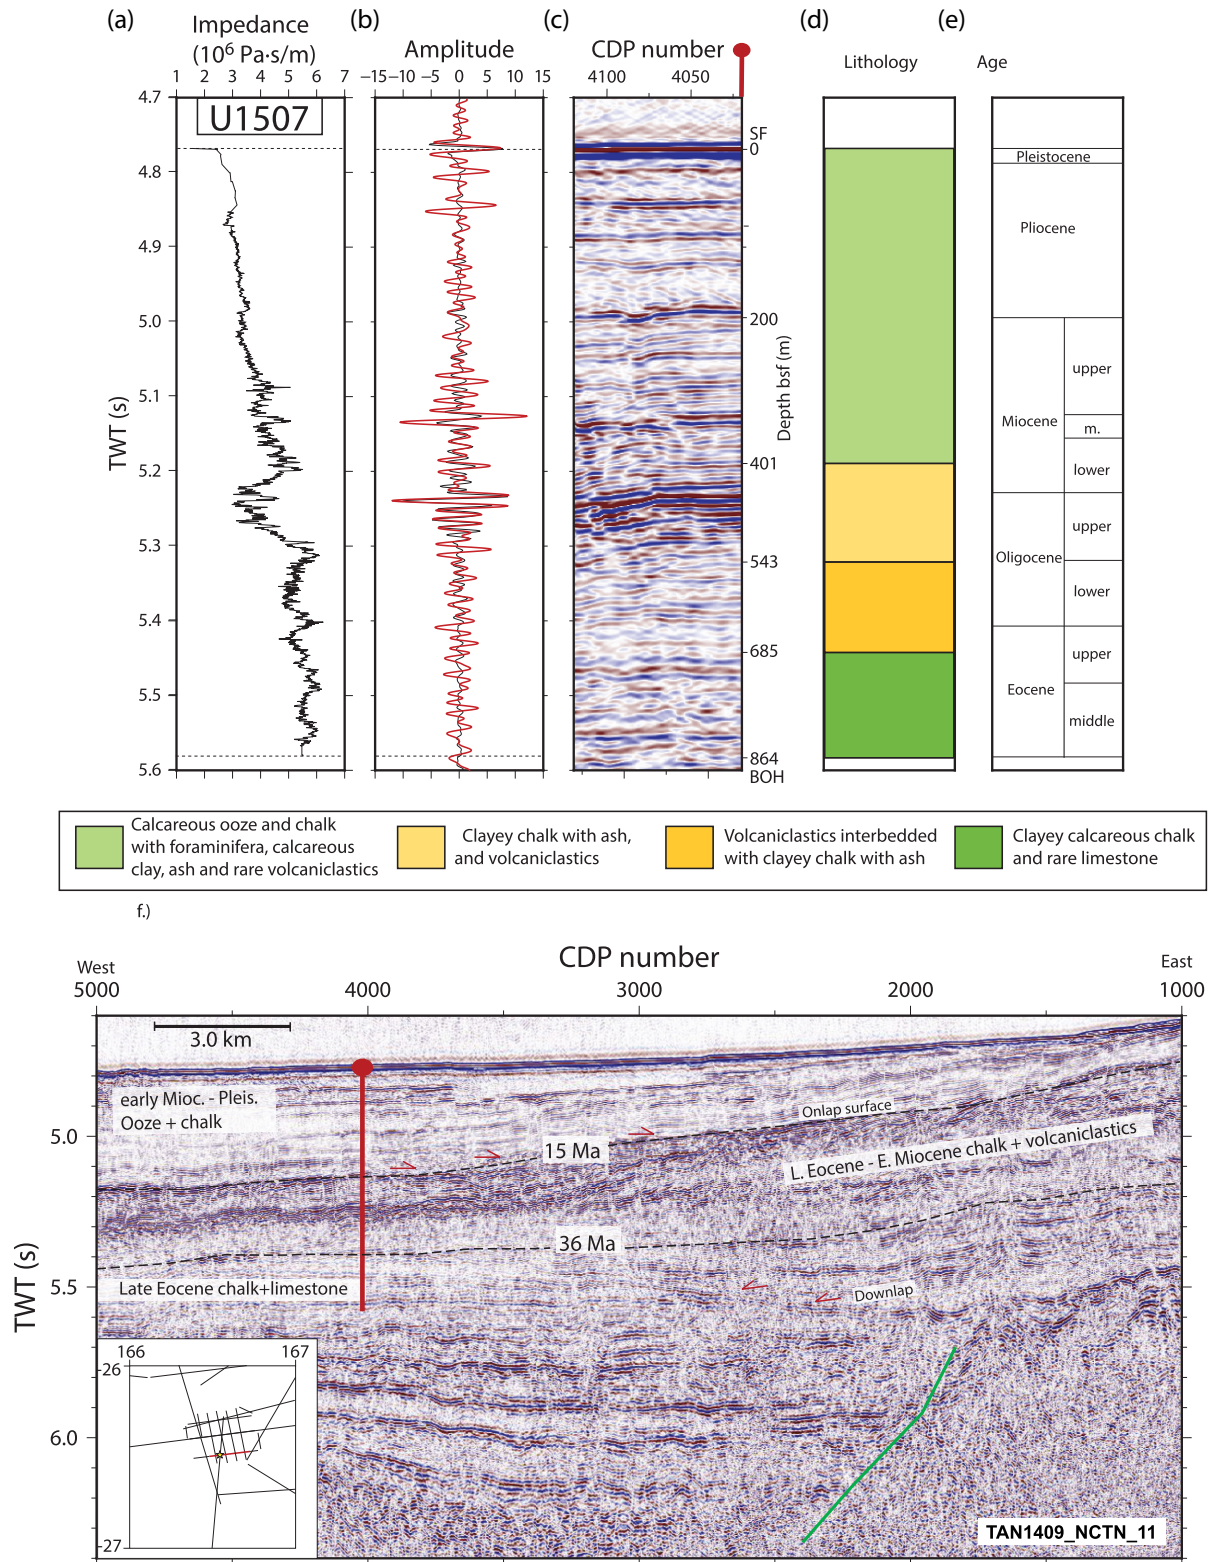 (a)
(b)
(c)
(d)
(e)
Impedance
(10⁶ Pa·s/m)
Amplitude
CDP number
Lithology
Age
1 2 3 4 5 6 7
−15 −10 −5 0 5 10 15
4100 4050
U1507
4.7
4.8
4.9
5.0
5.1
5.2
5.3
5.4
5.5
5.6
TWT (s)
SF
0
200
401
543
685
864
BOH
Depth bsf (m)
Pleistocene
Pliocene
Miocene
upper
m.
lower
Oligocene
upper
lower
Eocene
upper
middle
Calcareous ooze and chalk
with foraminifera, calcareous
clay, ash and rare volcaniclastics
Clayey chalk with ash,
and volcaniclastics
Volcaniclastics interbedded
with clayey chalk with ash
Clayey calcareous chalk
and rare limestone
f.)
CDP number
West
East
5000 4000 3000 2000 1000
3.0 km
early Mioc. - Pleis.
Ooze + chalk
Onlap surface
15 Ma
L. Eocene - E. Miocene chalk + volcaniclastics
36 Ma
Late Eocene chalk+limestone
Downlap
5.0
5.5
6.0
TWT (s)
166 167
-26
-27
TAN1409_NCTN_11